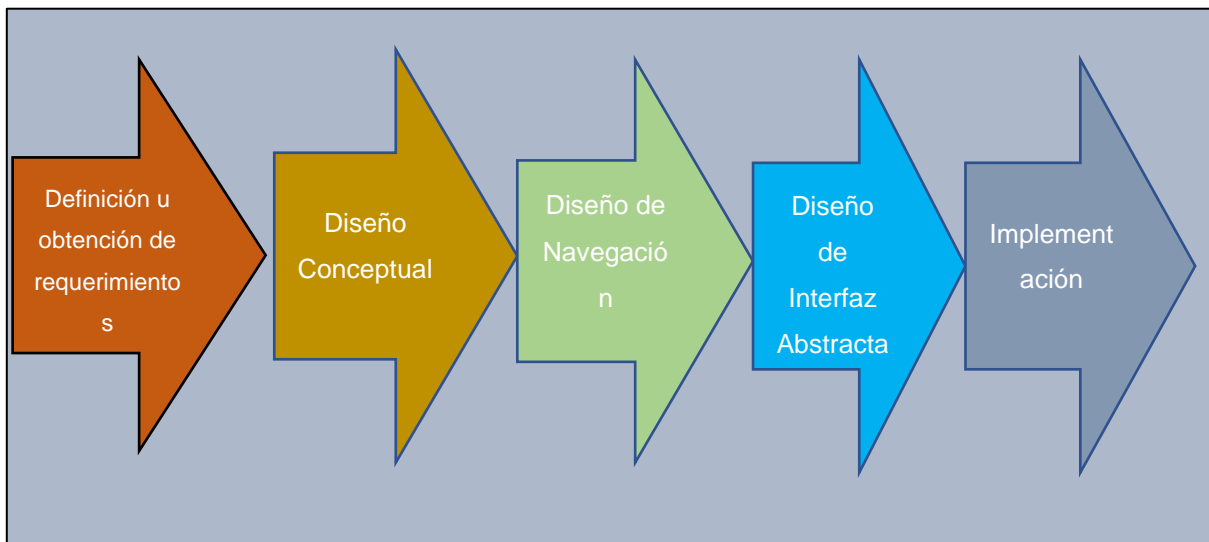 Definición u
obtención de
requerimiento
s
Diseño
Conceptual
Diseño de
Navegació
n
Diseño
de
Interfaz
Abstracta
Implement
ación